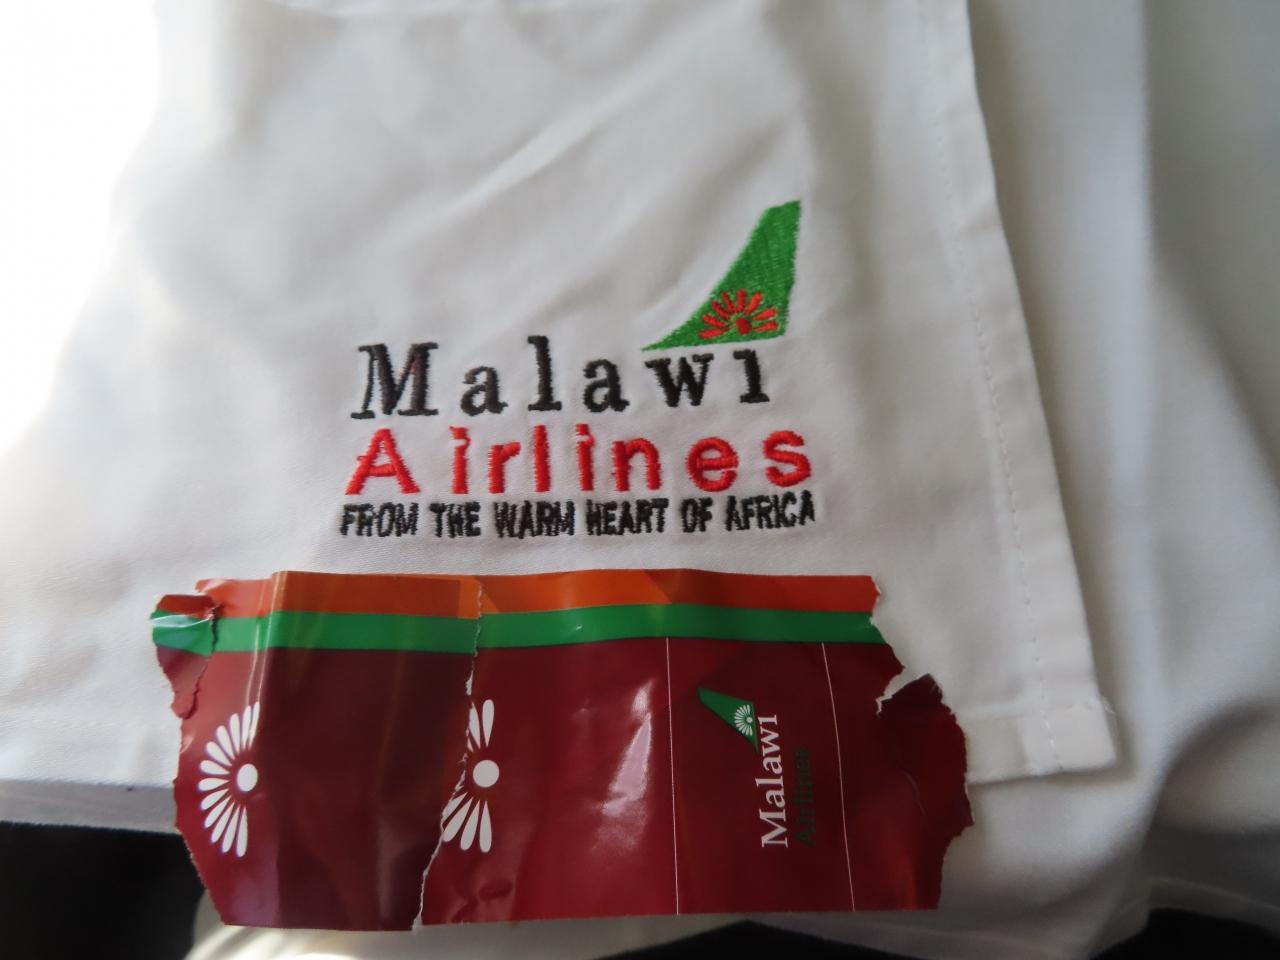 Malawi
Airlines
FROM THE WARM HEART OF AFRICA
Malawi
Airlines